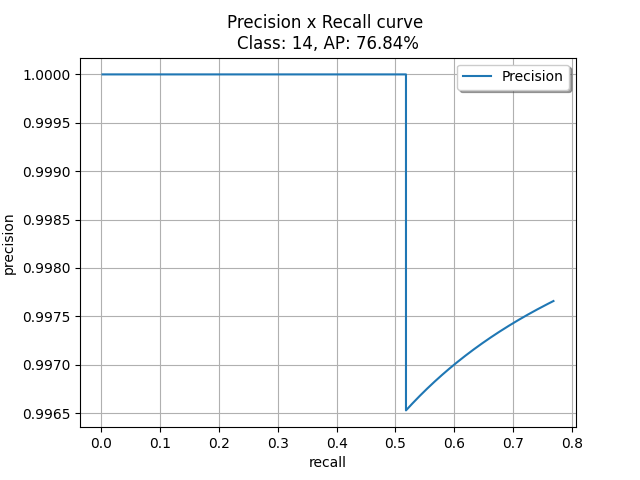 Precision x Recall curve
Class: 14, AP: 76.84%
Precision
1.0000
0.9995
0.9990
0.9985
0.9980
0.9975
0.9970
0.9965
precision
0.0 0.1 0.2 0.3 0.4 0.5 0.6 0.7 0.8
recall